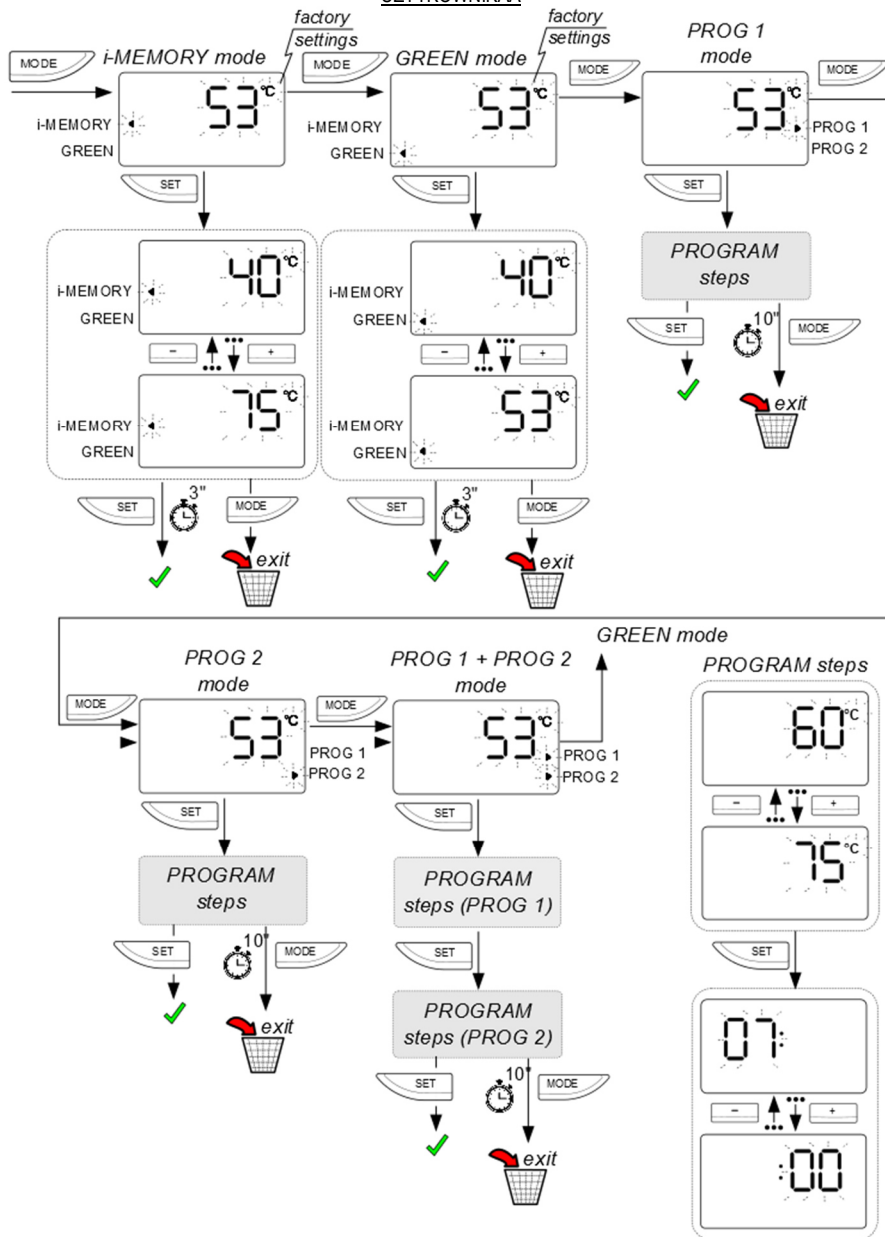 factory
settings
MODE
i-MEMORY mode
53°C
i-MEMORY
GREEN
SET
factory
settings
MODE
GREEN mode
53°C
i-MEMORY
GREEN
SET
PROG 1
mode
MODE
53°C
PROG 1
PROG 2
MODE
SET
40°C
i-MEMORY
GREEN
- +
75°C
i-MEMORY
GREEN
SET 3" MODE
exit
40°C
i-MEMORY
GREEN
- +
53°C
i-MEMORY
GREEN
SET 3" MODE
exit
PROGRAM
steps
SET 10" MODE
exit
PROG 2
mode
MODE
53°C
PROG 1
PROG 2
SET
PROGRAM
steps
SET 10" MODE
exit
PROG 1 + PROG 2
mode
MODE
53°C
PROG 1
PROG 2
SET
PROGRAM
steps (PROG 1)
SET
PROGRAM
steps (PROG 2)
SET 10" MODE
exit
GREEN mode
PROGRAM steps
60°C
- +
75°C
SET
07:
- +
:00